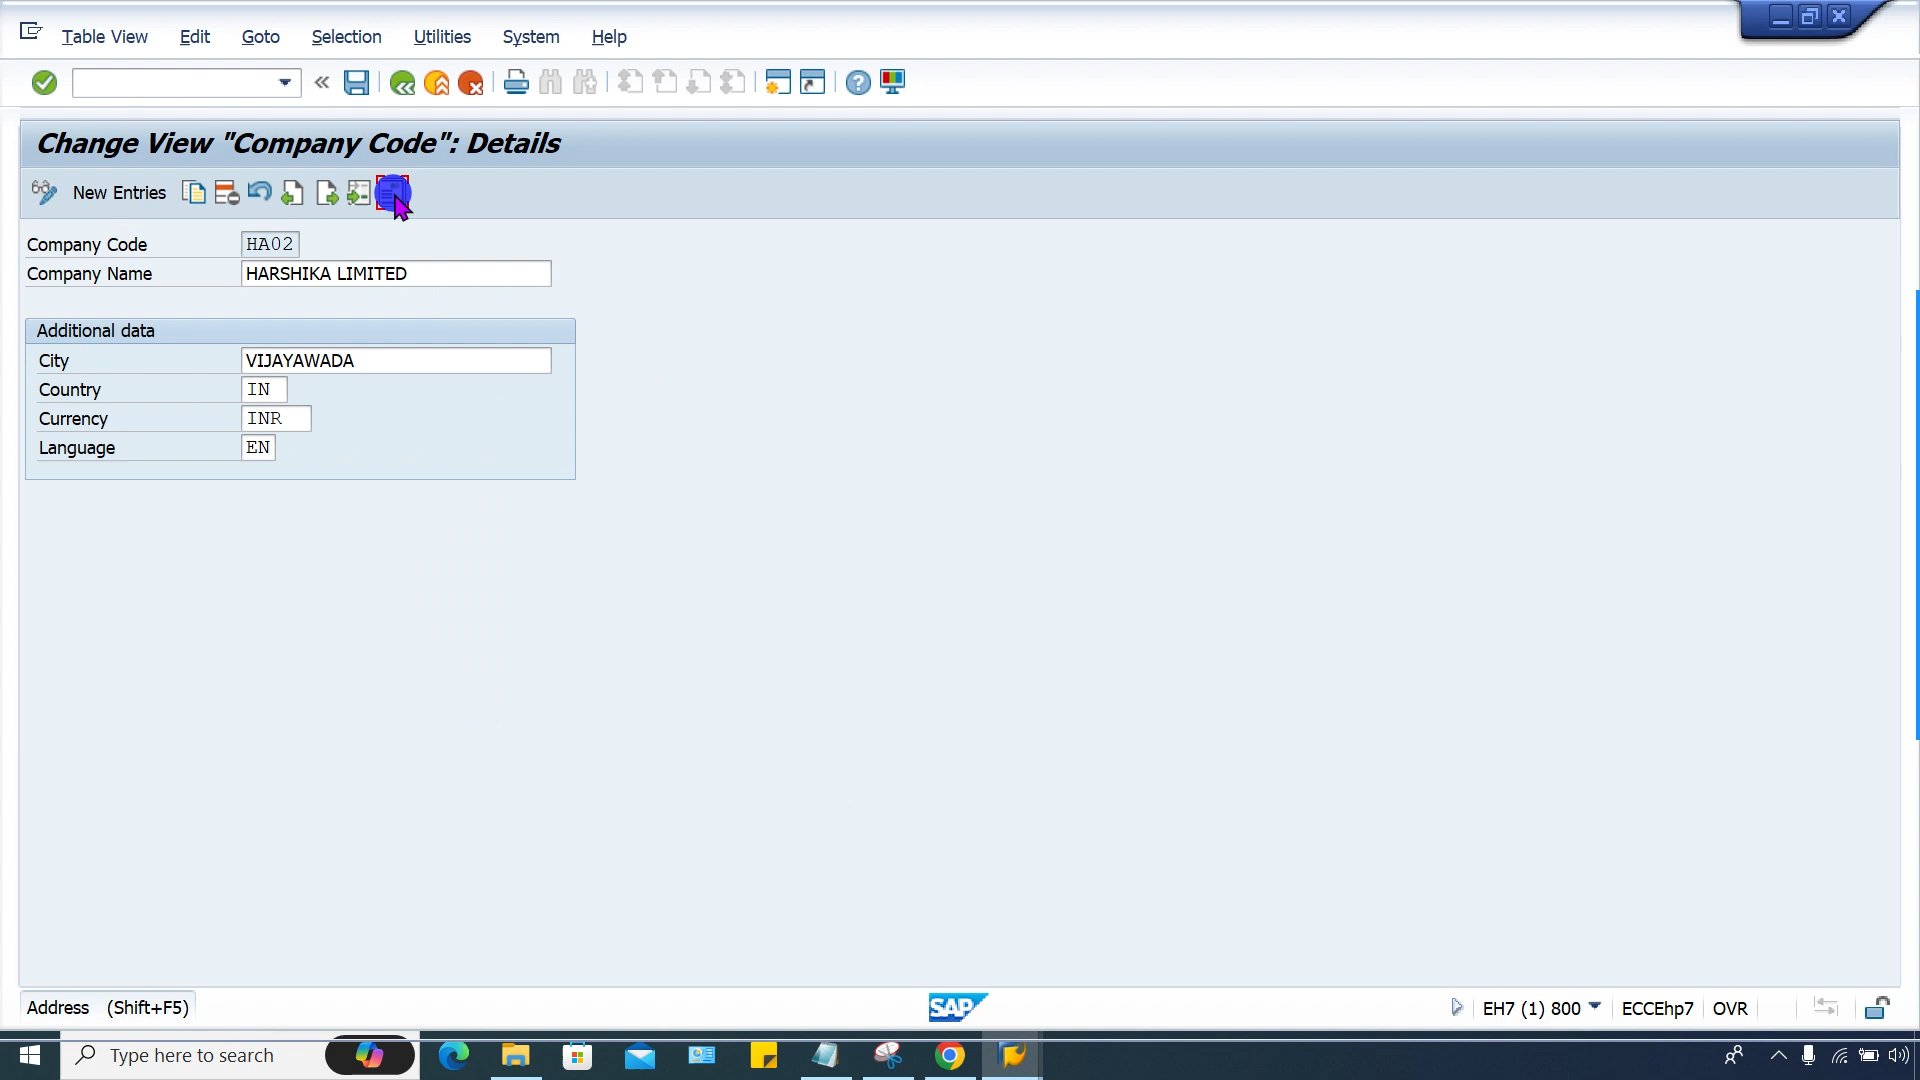 Table View Edit Goto Selection Utilities System Help
Change View "Company Code": Details
New Entries
Company Code HA02
Company Name HARSHIKA LIMITED
Additional data
City VIJAYAWADA
Country IN
Currency INR
Language EN
Address (Shift+F5) SAP EH7 (1) 800 ECCEhp7 OVR
Type here to search